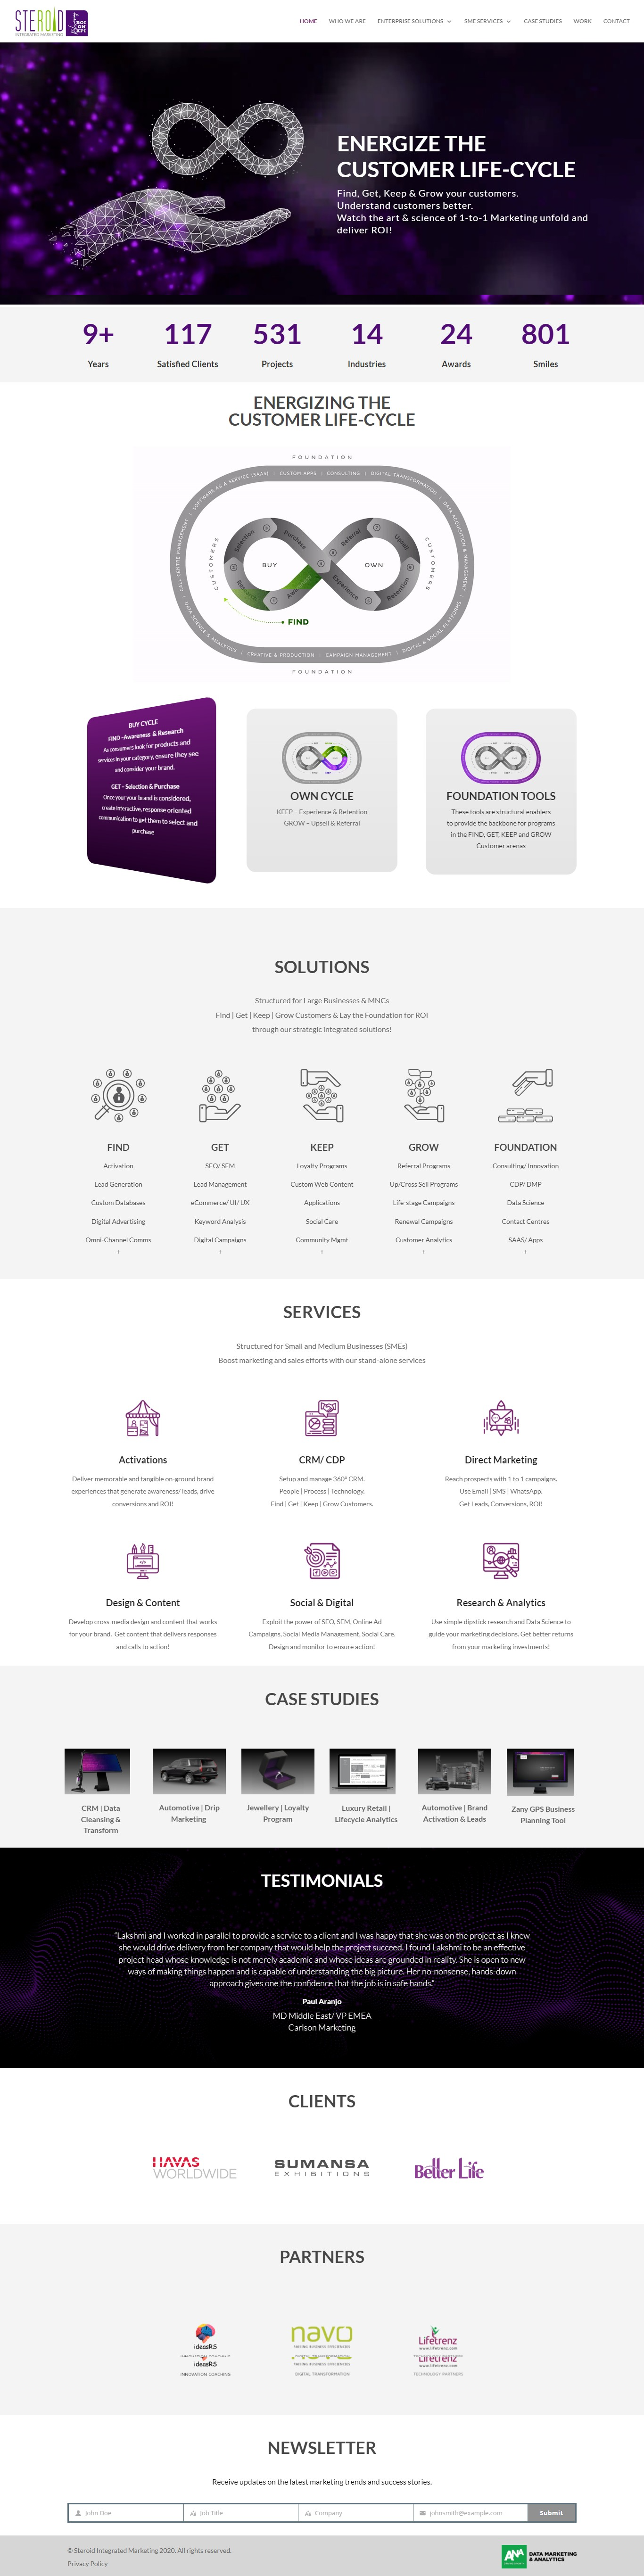 STEROID
INTEGRATED MARKETING
ROI
ON
KPI
HOME
WHO WE ARE
ENTERPRISE SOLUTIONS
SME SERVICES
CASE STUDIES
WORK
CONTACT
ENERGIZE THE
CUSTOMER LIFE-CYCLE
Find, Get, Keep & Grow your customers.
Understand customers better.
Watch the art & science of 1-to-1 Marketing unfold and
deliver ROI!
9+
Years
117
Satisfied Clients
531
Projects
14
Industries
24
Awards
801
Smiles
ENERGIZING THE
CUSTOMER LIFE-CYCLE
FOUNDATION
CALL CENTRE MANAGEMENT | SOFTWARE AS A SERVICE (SAAS) | CUSTOM APPS | CONSULTING | DIGITAL TRANSFORMATION | DATA ACQUISITION & MANAGEMENT
CUSTOMERS
Selection
Purchase
Referral
Upsell
CUSTOMERS
BUY
OWN
Awareness
Experience
Retention
FIND
DATA SCIENCE & ANALYTICS | CREATIVE & PRODUCTION | CAMPAIGN MANAGEMENT | DIGITAL & SOCIAL PLATFORMS
FOUNDATION
BUY CYCLE
FIND -Awareness & Research
As consumers look for products and
services in your category, ensure they see
and consider your brand.
GET – Selection & Purchase
Once your your brand is considered,
create interactive, response oriented
communication to get them to select and
purchase
OWN CYCLE
KEEP – Experience & Retention
GROW – Upsell & Referral
FOUNDATION TOOLS
These tools are structural enablers
to provide the backbone for programs
in the FIND, GET, KEEP and GROW
Customer arenas
SOLUTIONS
Structured for Large Businesses & MNCs
Find | Get | Keep | Grow Customers & Lay the Foundation for ROI
through our strategic integrated solutions!
FIND
Activation
Lead Generation
Custom Databases
Digital Advertising
Omni-Channel Comms
+
GET
SEO/ SEM
Lead Management
eCommerce/ UI/ UX
Keyword Analysis
Digital Campaigns
+
KEEP
Loyalty Programs
Custom Web Content
Applications
Social Care
Community Mgmt
+
GROW
Referral Programs
Up/Cross Sell Programs
Life-stage Campaigns
Renewal Campaigns
Customer Analytics
+
FOUNDATION
Consulting/ Innovation
CDP/ DMP
Data Science
Contact Centres
SAAS/ Apps
+
SERVICES
Structured for Small and Medium Businesses (SMEs)
Boost marketing and sales efforts with our stand-alone services
Activations
Deliver memorable and tangible on-ground brand
experiences that generate awareness/ leads, drive
conversions and ROI!
CRM/ CDP
Setup and manage 360° CRM.
People | Process | Technology.
Find | Get | Keep | Grow Customers.
Direct Marketing
Reach prospects with 1 to 1 campaigns.
Use Email | SMS | WhatsApp.
Get Leads, Conversions, ROI!
Design & Content
Develop cross-media design and content that works
for your brand. Get content that delivers responses
and calls to action!
Social & Digital
Exploit the power of SEO, SEM, Online Ad
Campaigns, Social Media Management, Social Care.
Design and monitor to ensure action!
Research & Analytics
Use simple dipstick research and Data Science to
guide your marketing decisions. Get better returns
from your marketing investments!
CASE STUDIES
CRM | Data
Cleansing &
Transform
Automotive | Drip
Marketing
Jewellery | Loyalty
Program
Luxury Retail |
Lifecycle Analytics
Automotive | Brand
Activation & Leads
Zany GPS Business
Planning Tool
TESTIMONIALS
“Lakshmi and I worked in parallel to provide a service to a client and I was happy that she was on the project as I knew
she would drive delivery from her company that would help the project succeed. I found Lakshmi to be an effective
project head whose knowledge is not merely academic and whose ideas are grounded in reality. She is open to new
ways of making things happen and is capable of understanding the big picture. Her no-nonsense, hands-down
approach gives one the confidence that the job is in safe hands.”
Paul Aranjo
MD Middle East/ VP EMEA
Carlson Marketing
CLIENTS
HAVAS
WORLDWIDE
SUMANSA
EXHIBITIONS
Better Life
PARTNERS
ideasR5
INNOVATION COACHING
ideasR5
INNOVATION COACHING
navo
PAVING BUSINESS EFFICIENCIES
DIGITAL TRANSFORMATION
PAVING BUSINESS EFFICIENCIES
DIGITAL TRANSFORMATION
Lifetrenz
www.lifetrenz.com
Lifetrenz
www.lifetrenz.com
TECHNOLOGY PARTNERS
NEWSLETTER
Receive updates on the latest marketing trends and success stories.
John Doe
Job Title
Company
johnsmith@example.com
Submit
© Steroid Integrated Marketing 2020. All rights reserved.
Privacy Policy
ANA
DATA MARKETING
& ANALYTICS